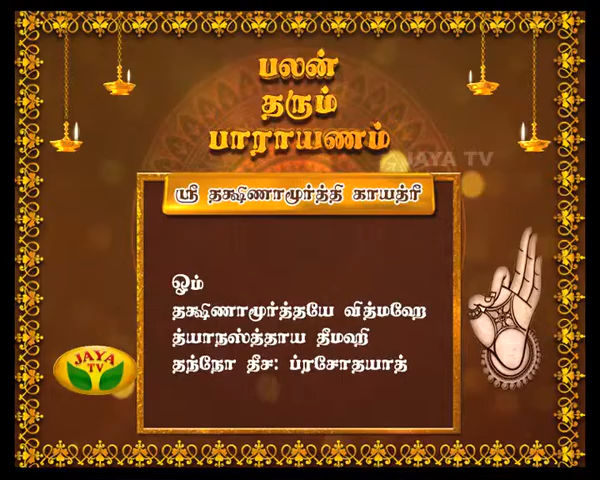 பலன்
தரும்
பாராயணம்
JAYA TV
ஸ்ரீ தக்ஷிணாமூர்த்தி காயத்ரீ
ஓம்
தக்ஷிணாமூர்த்தயே வித்மஹே
த்யாநஸ்த்தாய தீமஹி
தந்நோ தீச: ப்ரசோதயாத்
JAYA
TV